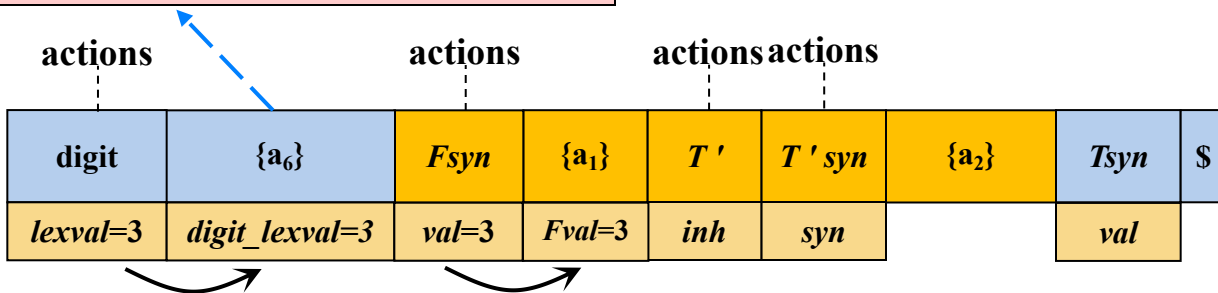 actions actions actions actions
digit {a₆} Fsyn {a₁} T ' T ' syn {a₂} Tsyn $
lexval=3 digit_lexval=3 val=3 Fval=3 inh syn val